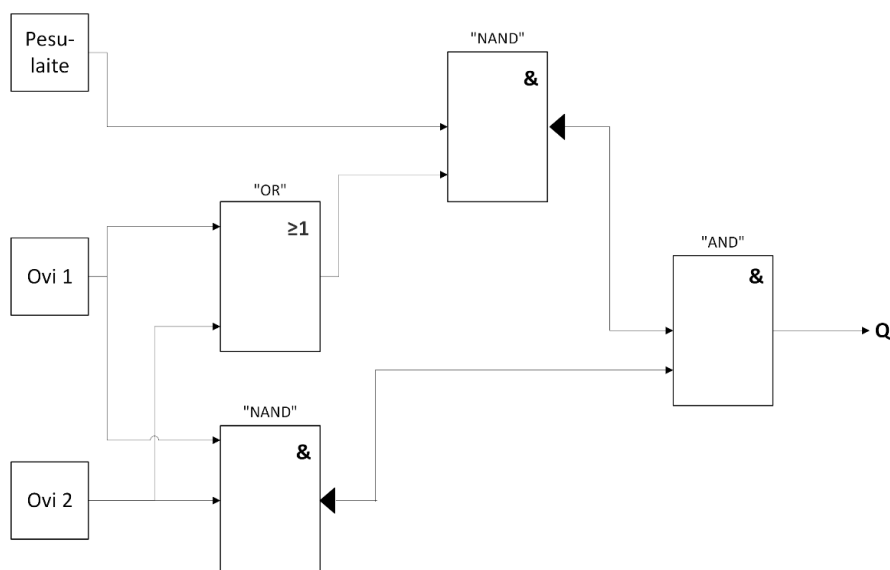 Pesu-
laite
"NAND"
&
"OR"
≥1
Ovi 1
"AND"
&
Q
"NAND"
&
Ovi 2